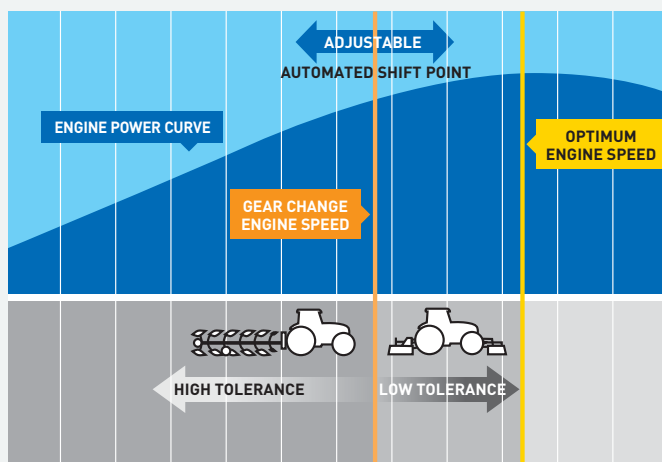 ADJUSTABLE
AUTOMATED SHIFT POINT
ENGINE POWER CURVE
OPTIMUM
ENGINE SPEED
GEAR CHANGE
ENGINE SPEED
HIGH TOLERANCE
LOW TOLERANCE